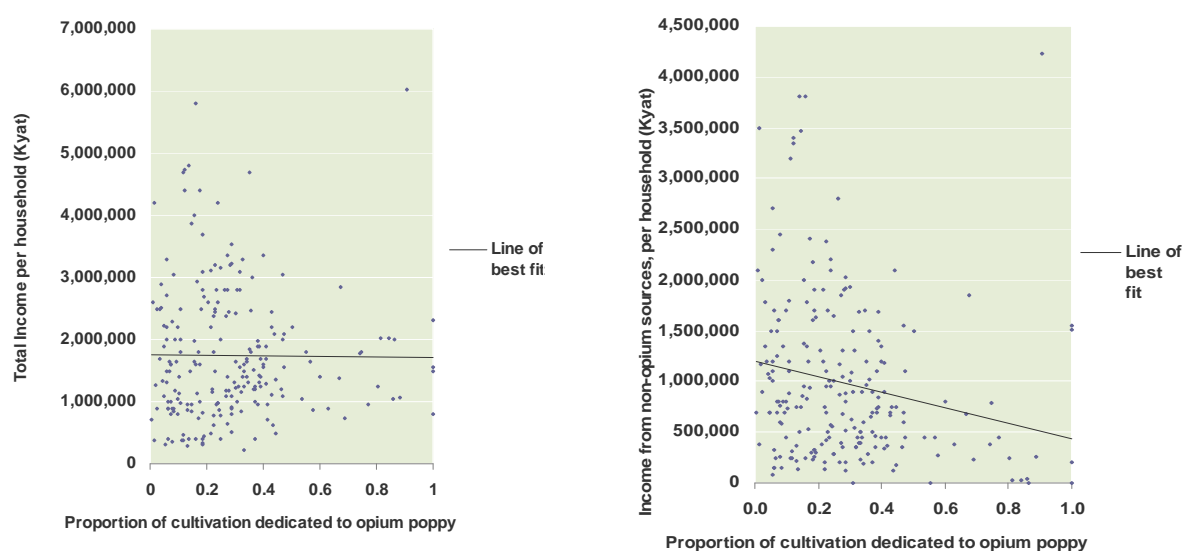 Total Income per household (Kyat)
7,000,000
6,000,000
5,000,000
4,000,000
3,000,000
2,000,000
1,000,000
0
0 0.2 0.4 0.6 0.8 1
Proportion of cultivation dedicated to opium poppy
Line of
best fit
Income from non-opium sources, per household (Kyat)
4,500,000
4,000,000
3,500,000
3,000,000
2,500,000
2,000,000
1,500,000
1,000,000
500,000
0
0.0 0.2 0.4 0.6 0.8 1.0
Proportion of cultivation dedicated to opium poppy
Line of
best
fit